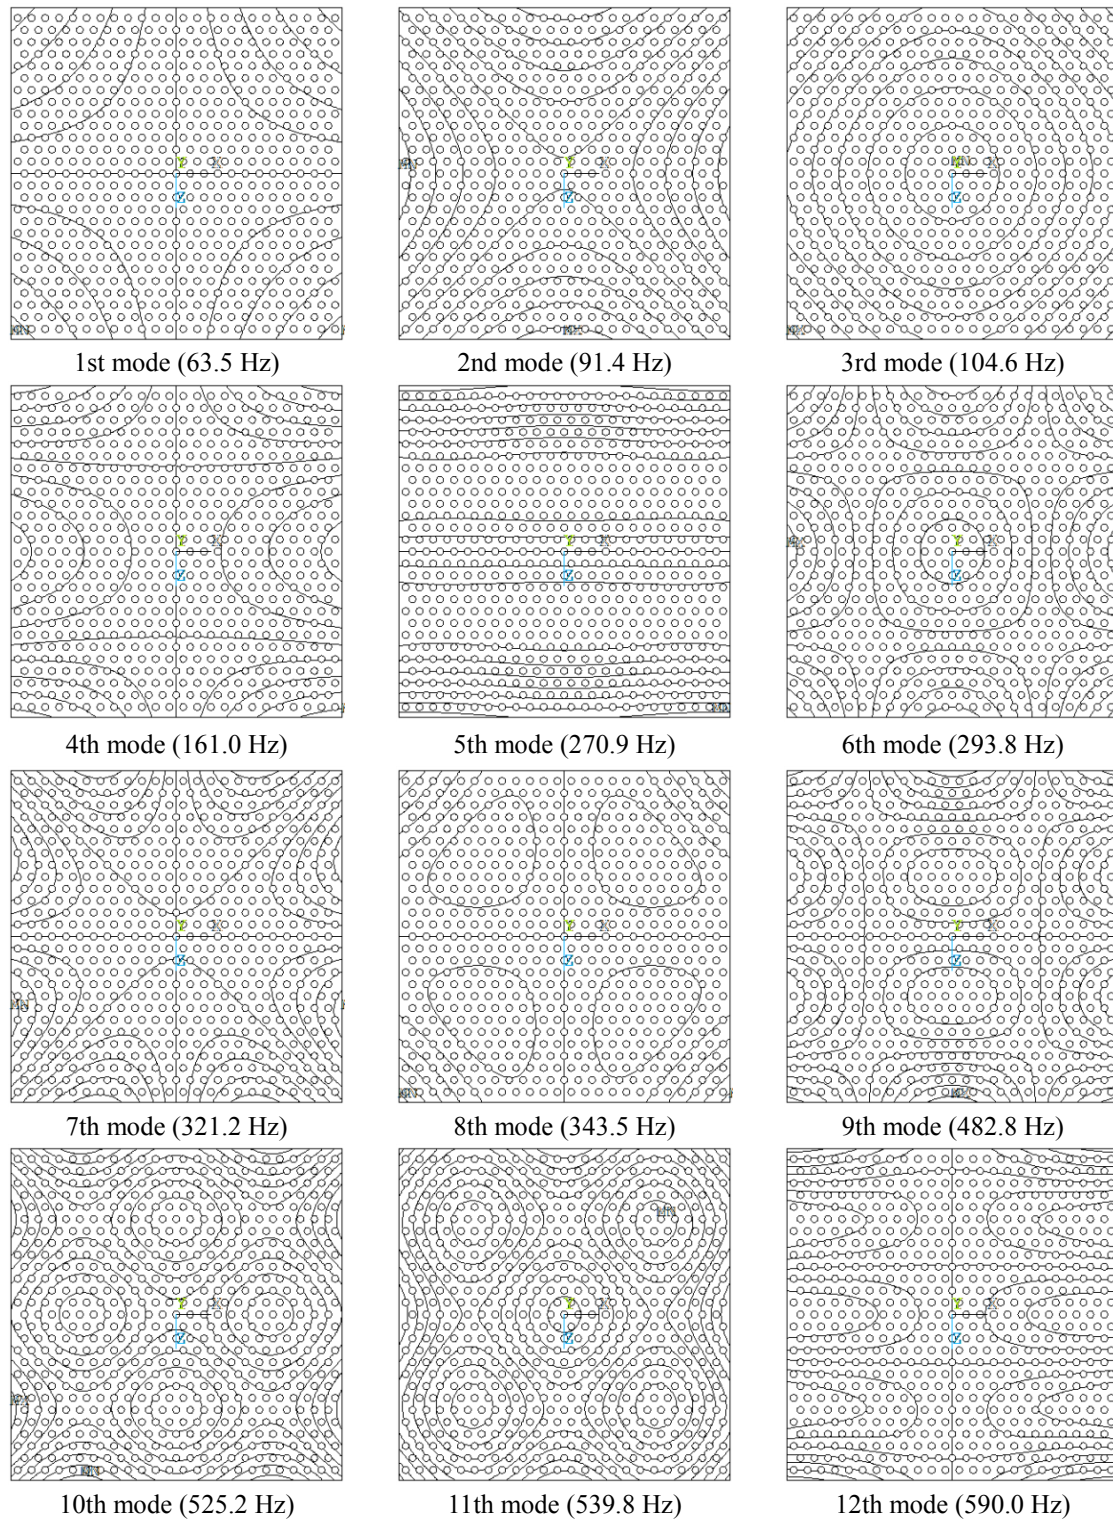 Y X
Z
1st mode (63.5 Hz)
Y X
Z
2nd mode (91.4 Hz)
Y X
Z
3rd mode (104.6 Hz)
Y X
Z
4th mode (161.0 Hz)
Y X
Z
5th mode (270.9 Hz)
Y X
Z
6th mode (293.8 Hz)
Y X
Z
7th mode (321.2 Hz)
Y X
Z
8th mode (343.5 Hz)
Y X
Z
9th mode (482.8 Hz)
Y X
Z
10th mode (525.2 Hz)
Y X
Z
11th mode (539.8 Hz)
Y X
Z
12th mode (590.0 Hz)